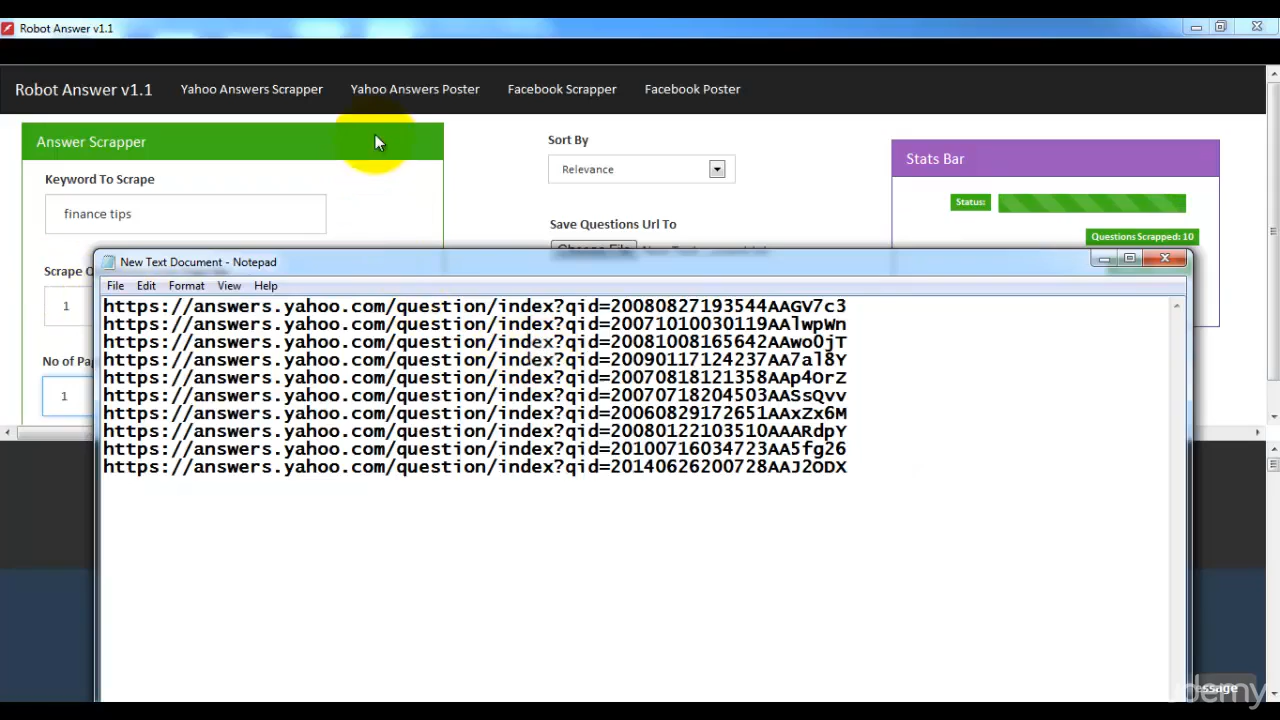 Robot Answer v1.1
Robot Answer v1.1 Yahoo Answers Scrapper Yahoo Answers Poster Facebook Scrapper Facebook Poster
Answer Scrapper
Keyword To Scrape
finance tips
Scrape
1
No of Pa
1
Sort By
Relevance
Save Questions Url To
Stats Bar
Status:
Questions Scrapped: 10
New Text Document - Notepad
File Edit Format View Help
https://answers.yahoo.com/question/index?qid=20080827193544AAGV7c3
https://answers.yahoo.com/question/index?qid=20071010030119AAlwpWn
https://answers.yahoo.com/question/index?qid=20081008165642AAwo0jT
https://answers.yahoo.com/question/index?qid=20090117124237AA7al8Y
https://answers.yahoo.com/question/index?qid=20070818121358AAp4OrZ
https://answers.yahoo.com/question/index?qid=20070718204503AASsQvv
https://answers.yahoo.com/question/index?qid=20060829172651AAxZx6M
https://answers.yahoo.com/question/index?qid=20080122103510AAARdpY
https://answers.yahoo.com/question/index?qid=20100716034723AA5fg26
https://answers.yahoo.com/question/index?qid=20140626200728AAJ2ODX
udemy